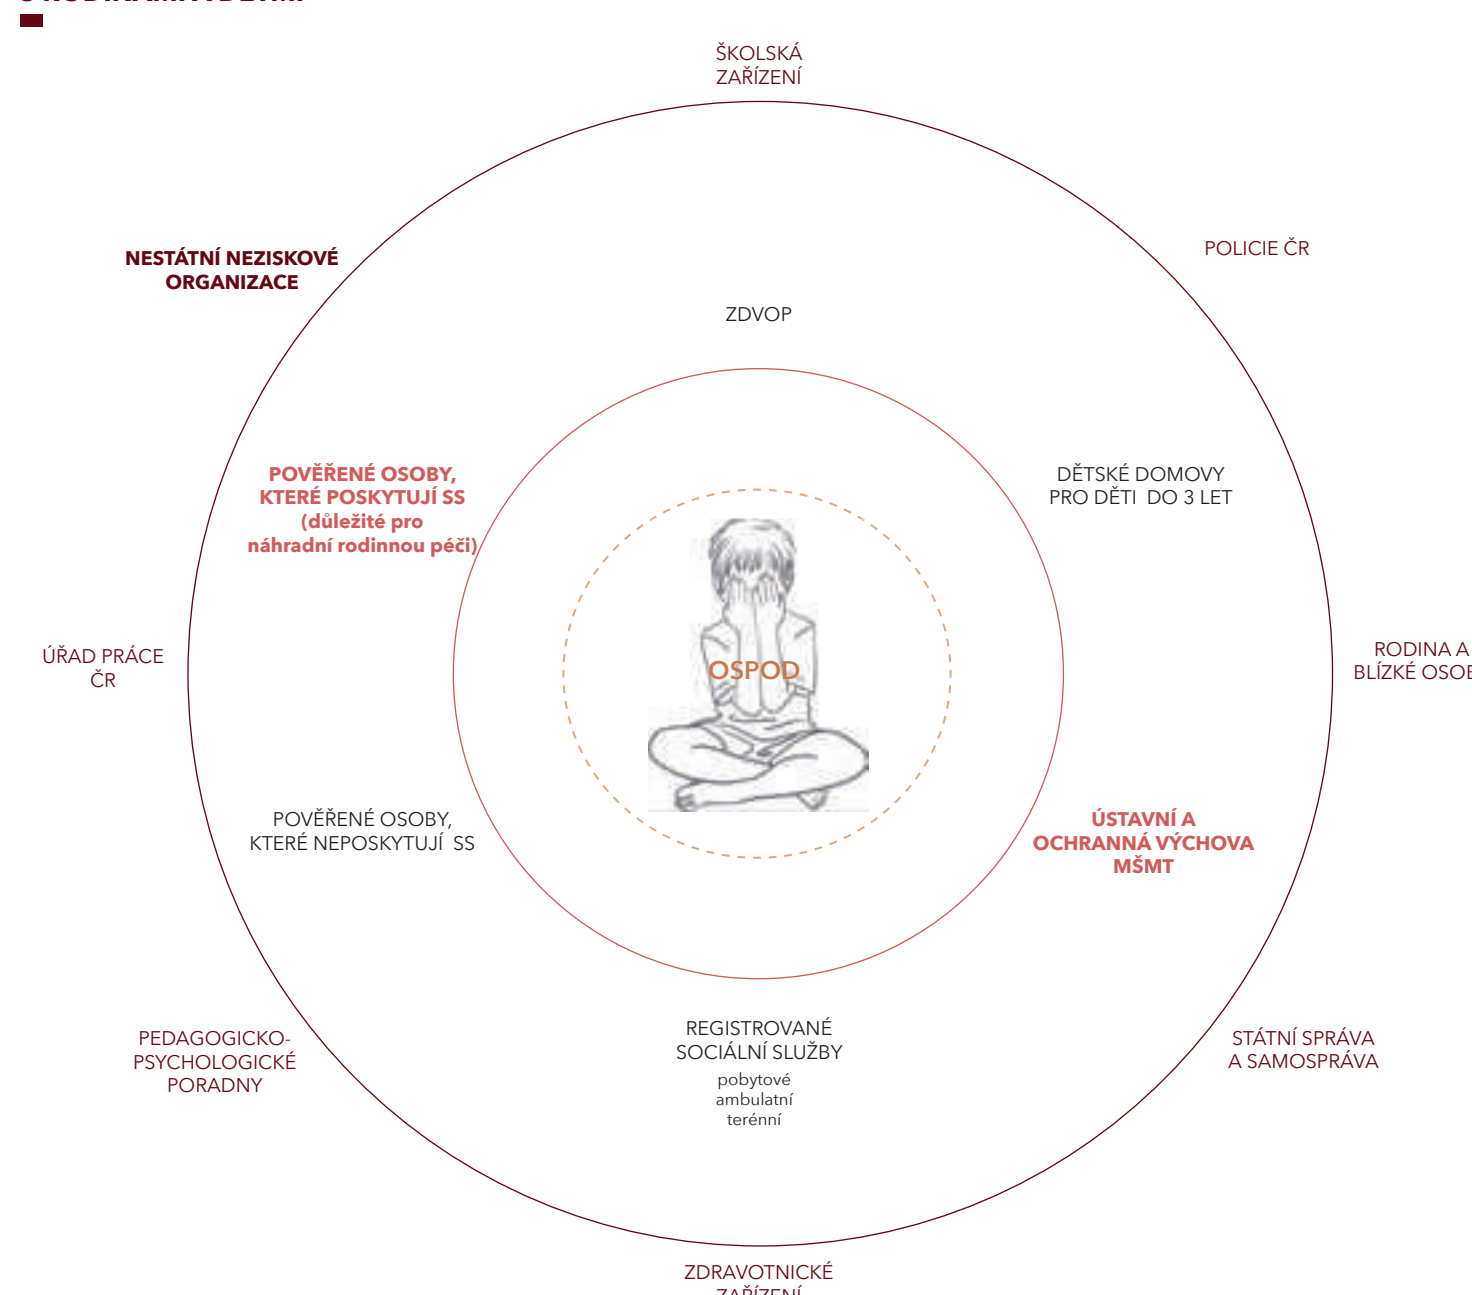 ŠKOLSKÁ
ZAŘÍZENÍ
NESTÁTNÍ NEZISKOVÉ
ORGANIZACE
POLICIE ČR
ZDVOP
POVĚŘENÉ OSOBY,
KTERÉ POSKYTUJÍ SS
(důležité pro
náhradní rodinnou péči)
DĚTSKÉ DOMOVY
PRO DĚTI DO 3 LET
ÚŘAD PRÁCE
ČR
OSPOD
RODINA A
BLÍZKÉ
POVĚŘENÉ OSOBY,
KTERÉ NEPOSKYTUJÍ SS
ÚSTAVNÍ A
OCHRANNÁ VÝCHOVA
MŠMT
PEDAGOGICKO-
PSYCHOLOGICKÉ
PORADNY
REGISTROVANÉ
SOCIÁLNÍ SLUŽBY
pobytové
ambulatní
terénní
STÁTNÍ SPRÁVA
A SAMOSPRÁVA
ZDRAVOTNICKÉ
ZAŘÍZENÍ